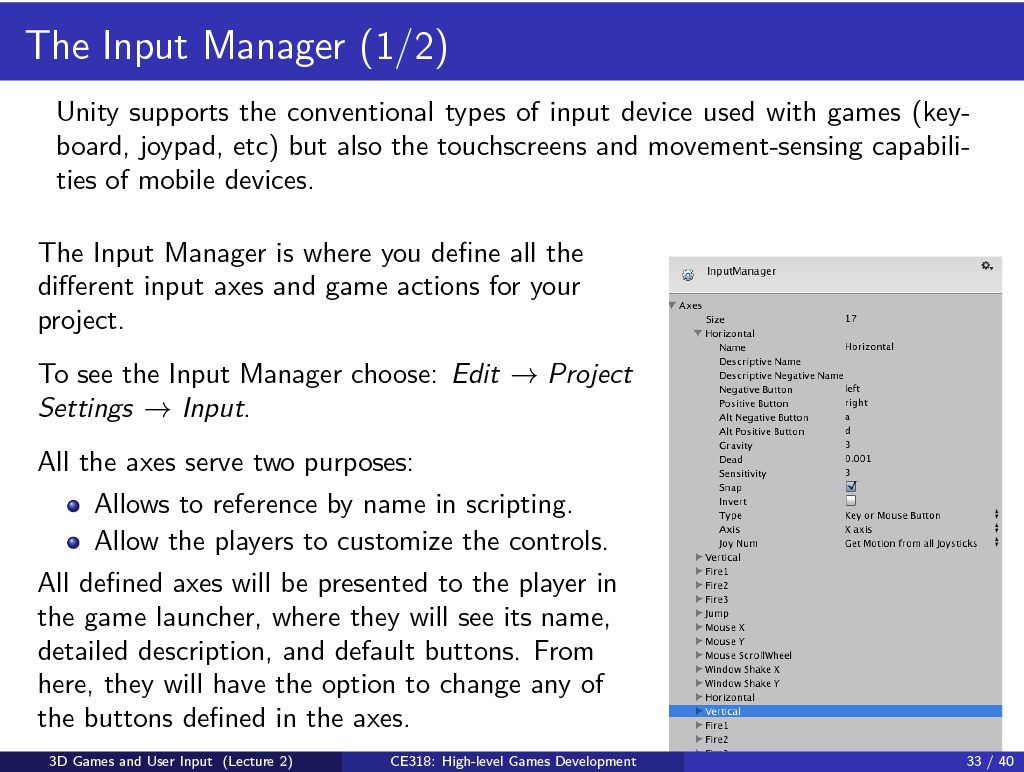 The Input Manager (1/2)
Unity supports the conventional types of input device used with games (key-
board, joypad, etc) but also the touchscreens and movement-sensing capabili-
ties of mobile devices.
The Input Manager is where you define all the
different input axes and game actions for your
project.
To see the Input Manager choose: Edit → Project
Settings → Input.
All the axes serve two purposes:
Allows to reference by name in scripting.
Allow the players to customize the controls.
All defined axes will be presented to the player in
the game launcher, where they will see its name,
detailed description, and default buttons. From
here, they will have the option to change any of
the buttons defined in the axes.
InputManager
Axes
Size 17
Horizontal
Name Horizontal
Descriptive Name
Descriptive Negative Name
Negative Button left
Positive Button right
Alt Negative Button a
Alt Positive Button d
Gravity 3
Dead 0.001
Sensitivity 3
Snap
Invert
Type Key or Mouse Button
Axis X axis
Joy Num Get Motion from all Joysticks
Vertical
Fire1
Fire2
Fire3
Jump
Mouse X
Mouse Y
Mouse ScrollWheel
Window Shake X
Window Shake Y
Horizontal
Vertical
Fire1
Fire2
3D Games and User Input (Lecture 2) CE318: High-level Games Development 33 / 40